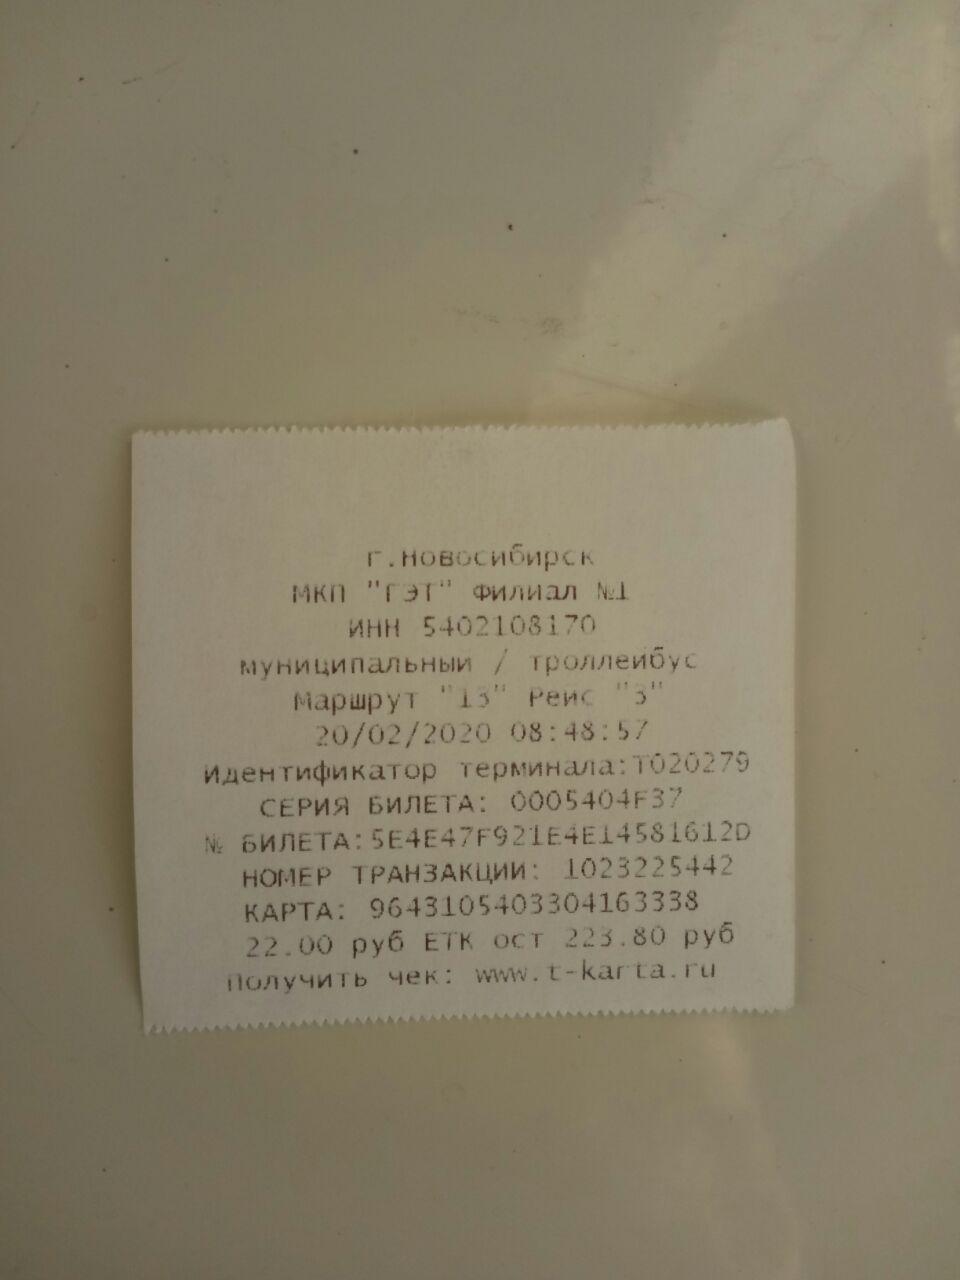 г.Новосибирск
МКП "ГЭТ" Филиал №1
ИНН 5402108170
муниципальный / троллейбус
Маршрут "13" Рейс "3"
20/02/2020 08:48:57
Идентификатор терминала:T020279
СЕРИЯ БИЛЕТА: 0005404F37
№ БИЛЕТА:5E4E47F921E4E14581612D
НОМЕР ТРАНЗАКЦИИ: 1023225442
КАРТА: 9643105403304163338
22.00 руб ЕТК ост 223.80 руб
Получить чек: www.t-karta.ru